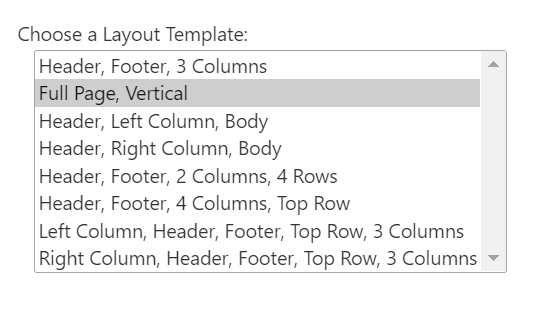 Choose a Layout Template:
Header, Footer, 3 Columns
Full Page, Vertical
Header, Left Column, Body
Header, Right Column, Body
Header, Footer, 2 Columns, 4 Rows
Header, Footer, 4 Columns, Top Row
Left Column, Header, Footer, Top Row, 3 Columns
Right Column, Header, Footer, Top Row, 3 Columns